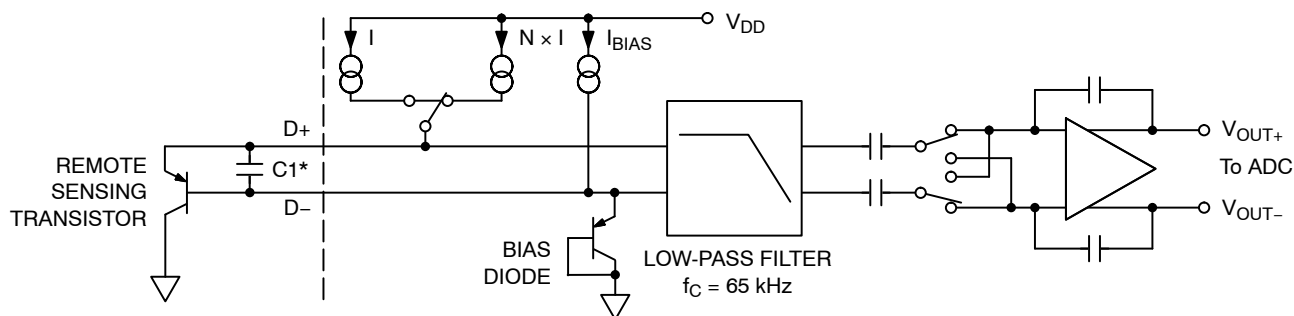 V_DD
I
N × I
I_BIAS
D+
C1*
D−
REMOTE
SENSING
TRANSISTOR
BIAS
DIODE
LOW-PASS FILTER
f_C = 65 kHz
V_OUT+
To ADC
V_OUT−